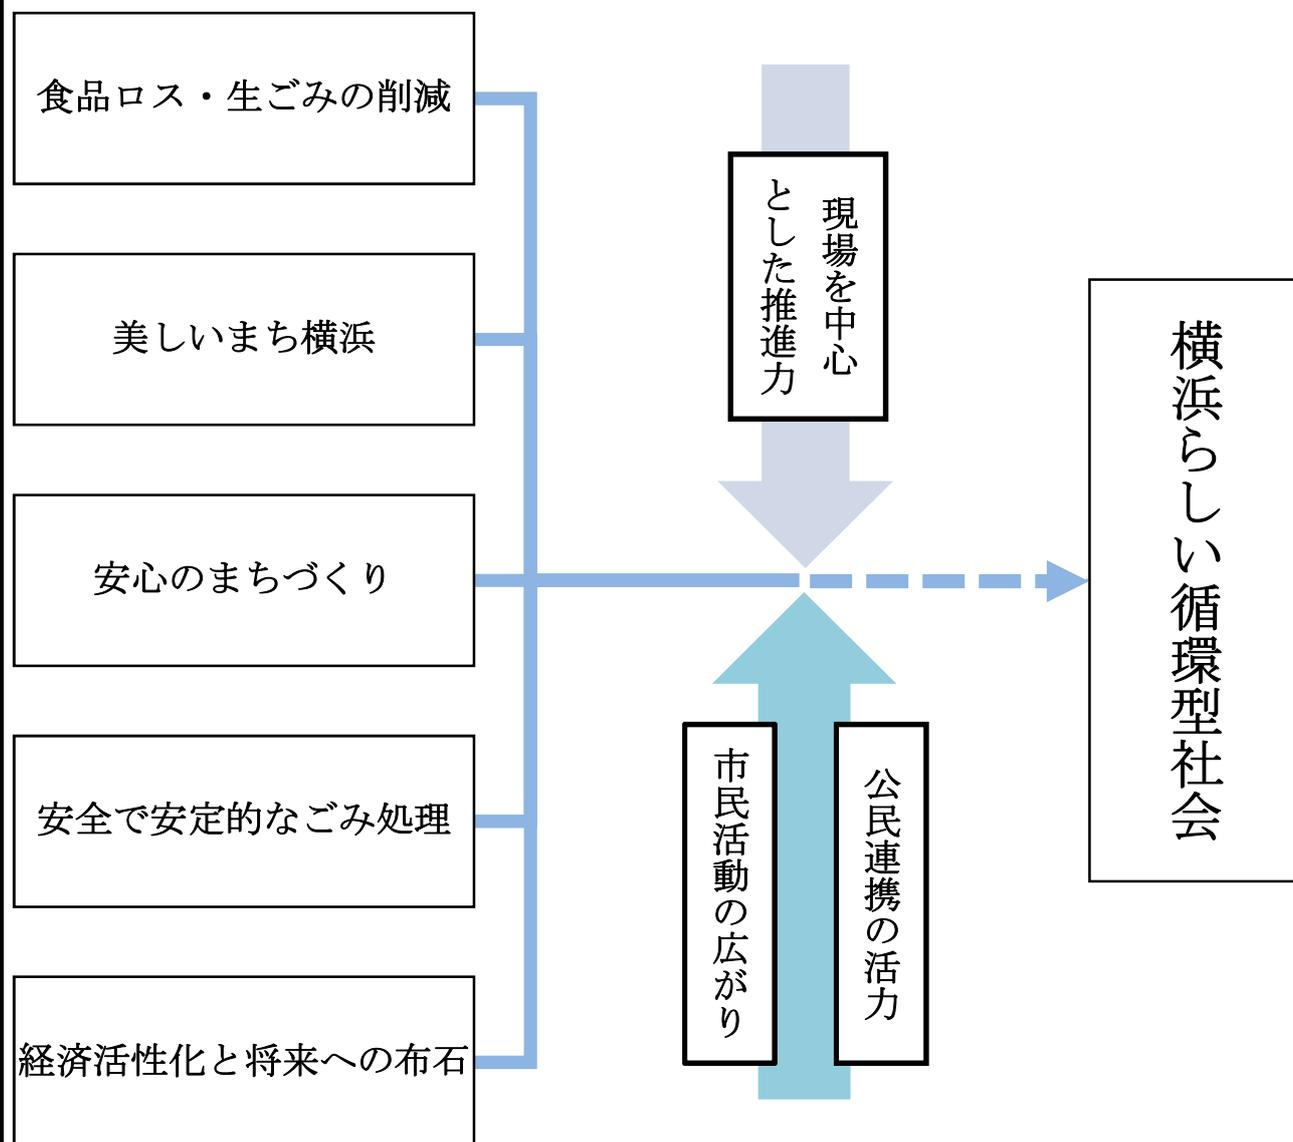 食品ロス・生ごみの削減
美しいまち横浜
安心のまちづくり
安全で安定的なごみ処理
経済活性化と将来への布石
現場を中心
とした推進力
市民活動の広がり
公民連携の活力
横浜らしい循環型社会